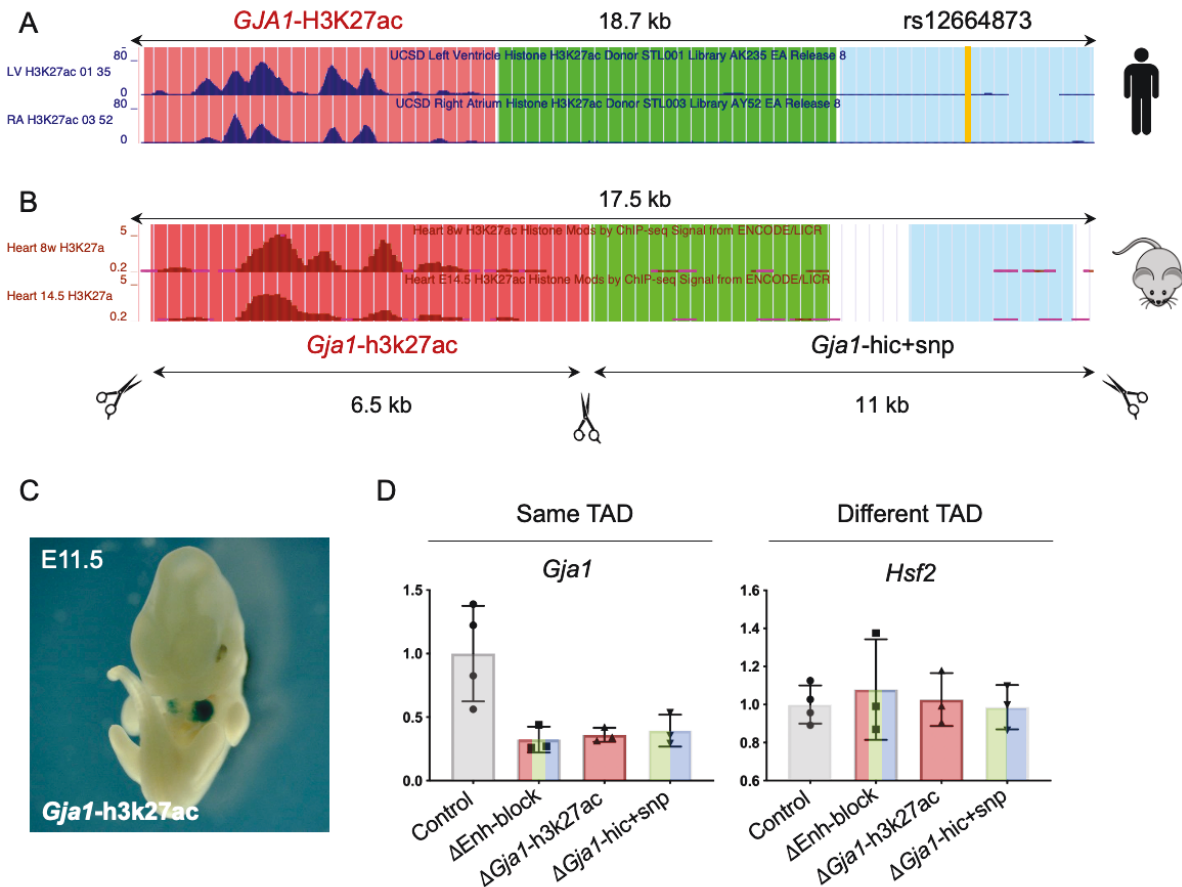 A
GJA1-H3K27ac
18.7 kb
rs12664873
80
UCSD Left Ventricle Histone H3K27ac Donor STL001 Library AK235 EA Release 8
LV H3K27ac 01 35
0
UCSD Right Atrium Histone H3K27ac Donor STL003 Library AY52 EA Release 8
80
RA H3K27ac 03 52
0
B
17.5 kb
5
Heart 8w H3K27ac Histone Mods by ChIP-seq Signal from ENCODE/LICR
Heart 8w H3K27a
0.2
Heart E14.5 H3K27ac Histone Mods by ChIP-seq Signal from ENCODE/LICR
5
Heart 14.5 H3K27a
0.2
Gja1-h3k27ac
Gja1-hic+snp
6.5 kb
11 kb
C
E11.5
Gja1-h3k27ac
D
Same TAD
Different TAD
Gja1
Hsf2
1.5
1.0
0.5
0.0
1.6
1.4
1.2
1.0
0.8
0.6
Control
ΔEnh-block
ΔGja1-h3k27ac
ΔGja1-hic+snp
Control
ΔEnh-block
ΔGja1-h3k27ac
ΔGja1-hic+snp